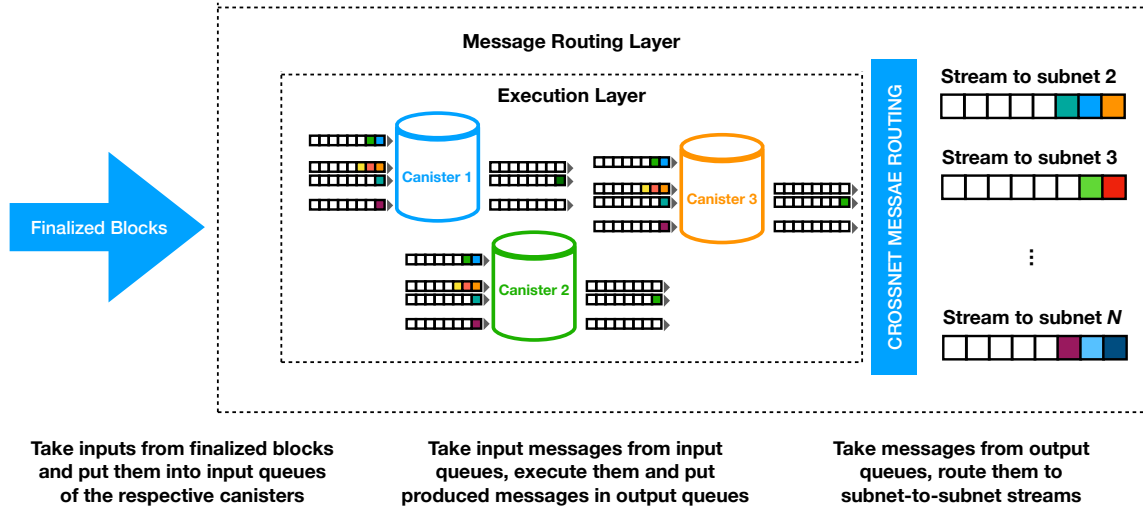 Message Routing Layer
Execution Layer
Finalized Blocks
Canister 1
Canister 2
Canister 3
CROSSNET MESSAE ROUTING
Stream to subnet 2
Stream to subnet 3
...
Stream to subnet N
Take inputs from finalized blocks
and put them into input queues
of the respective canisters
Take input messages from input
queues, execute them and put
produced messages in output queues
Take messages from output
queues, route them to
subnet-to-subnet streams